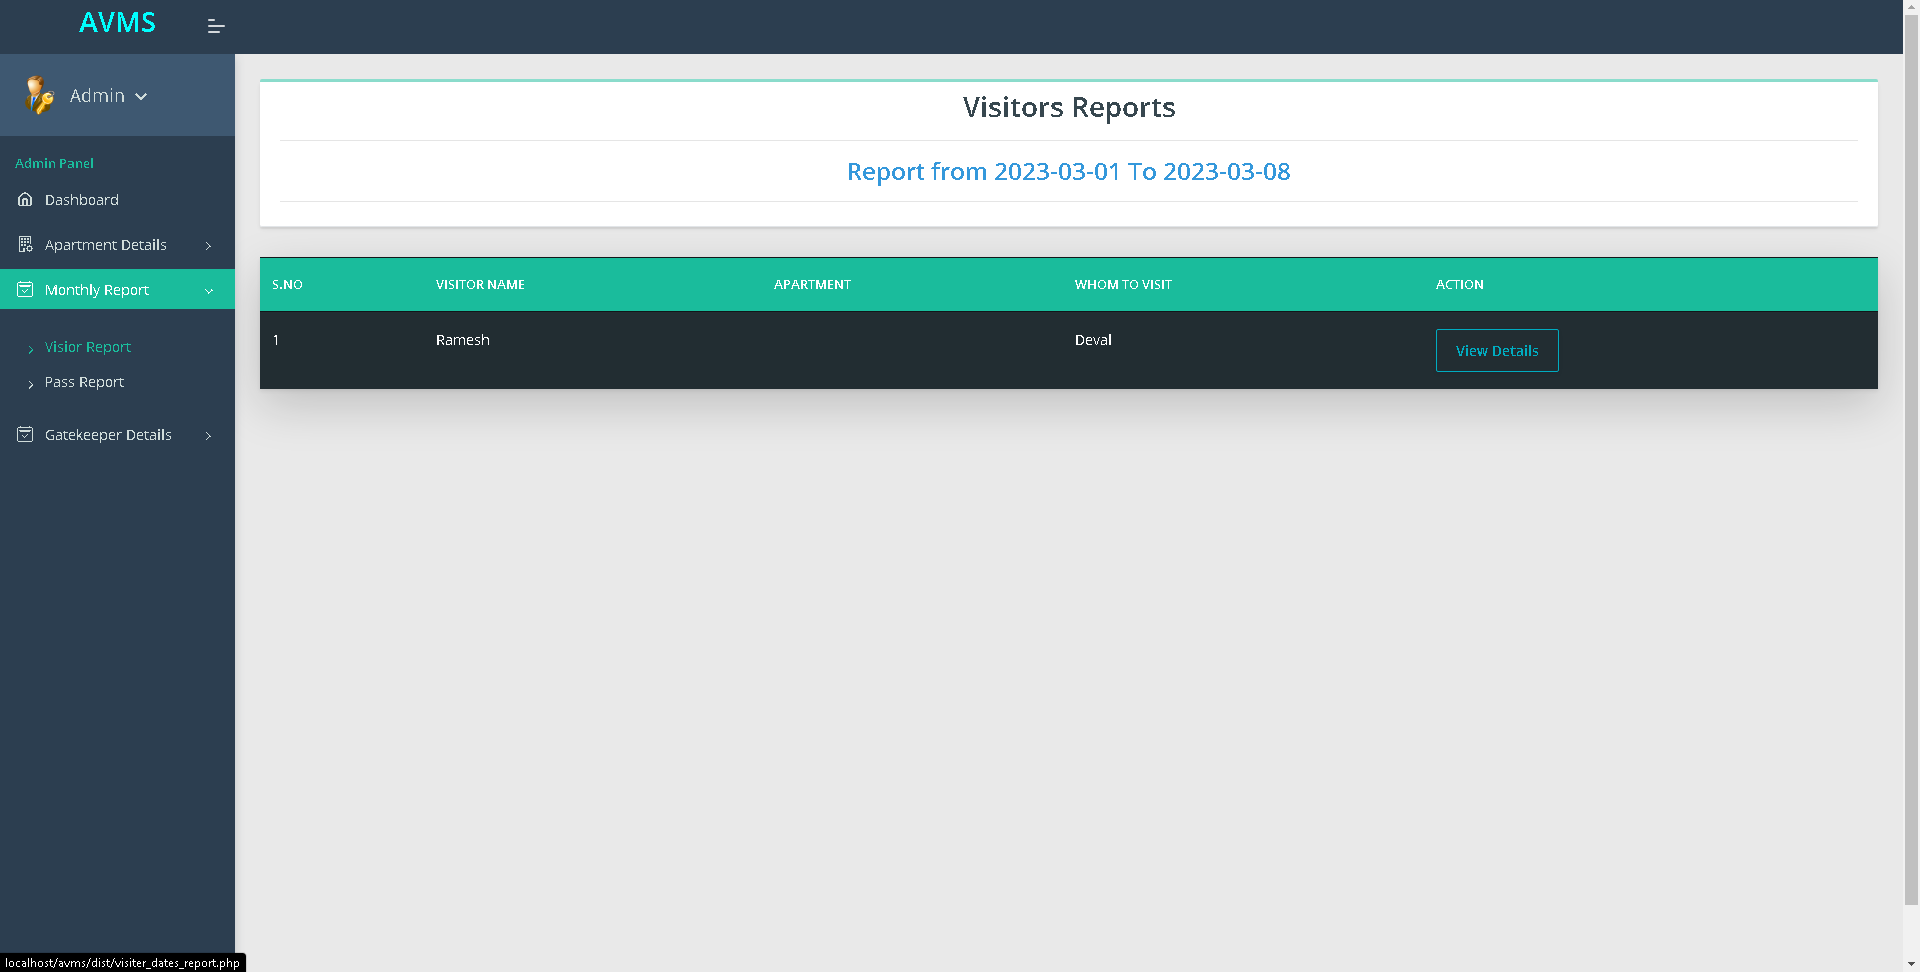 AVMS
Admin
Admin Panel
Dashboard
Apartment Details
Monthly Report
Visior Report
Pass Report
Gatekeeper Details
Visitors Reports
Report from 2023-03-01 To 2023-03-08
S.NO VISITOR NAME APARTMENT WHOM TO VISIT ACTION
1 Ramesh Deval View Details
localhost/avms/dist/visiter_dates_report.php